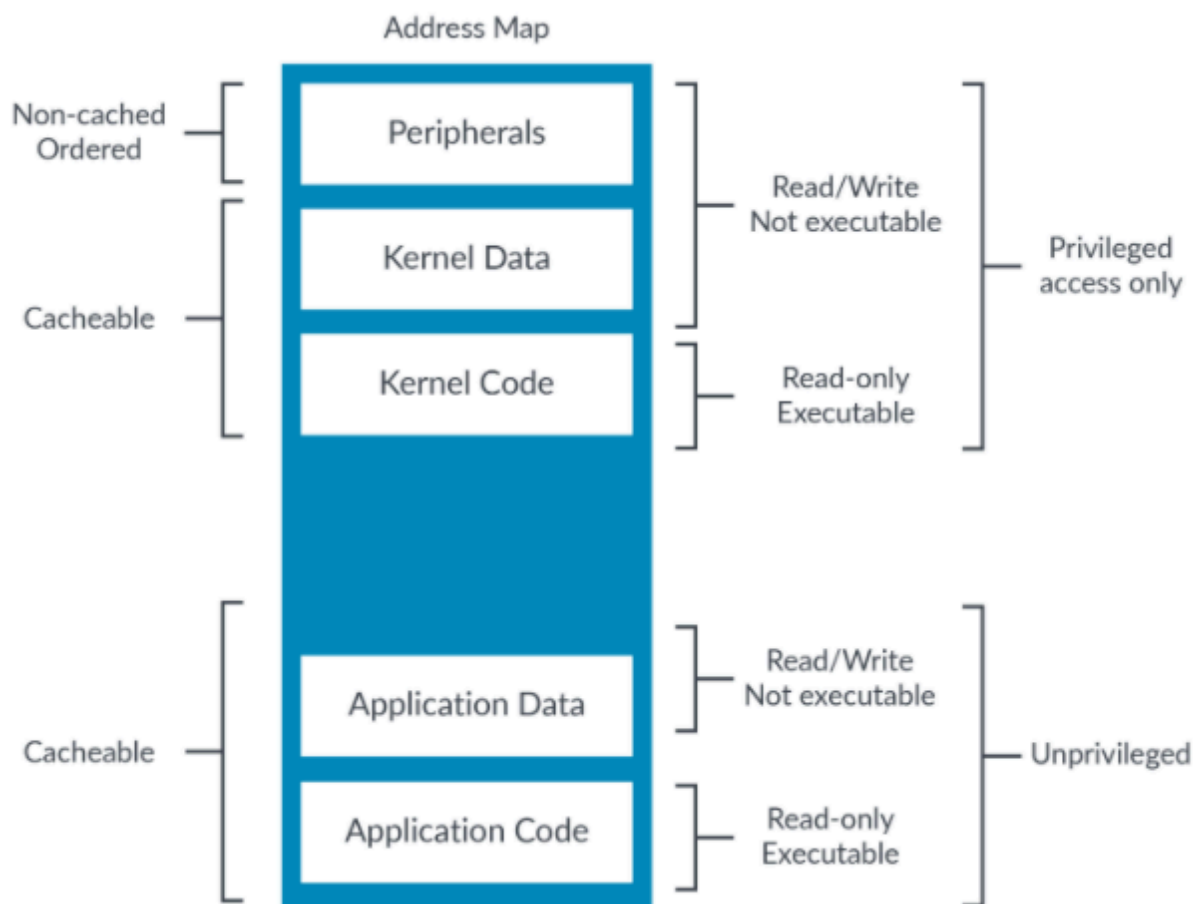 Address Map
Non-cached
Ordered
Peripherals
Read/Write
Not executable
Privileged
access only
Kernel Data
Cacheable
Kernel Code
Read-only
Executable
Application Data
Read/Write
Not executable
Cacheable
Unprivileged
Application Code
Read-only
Executable